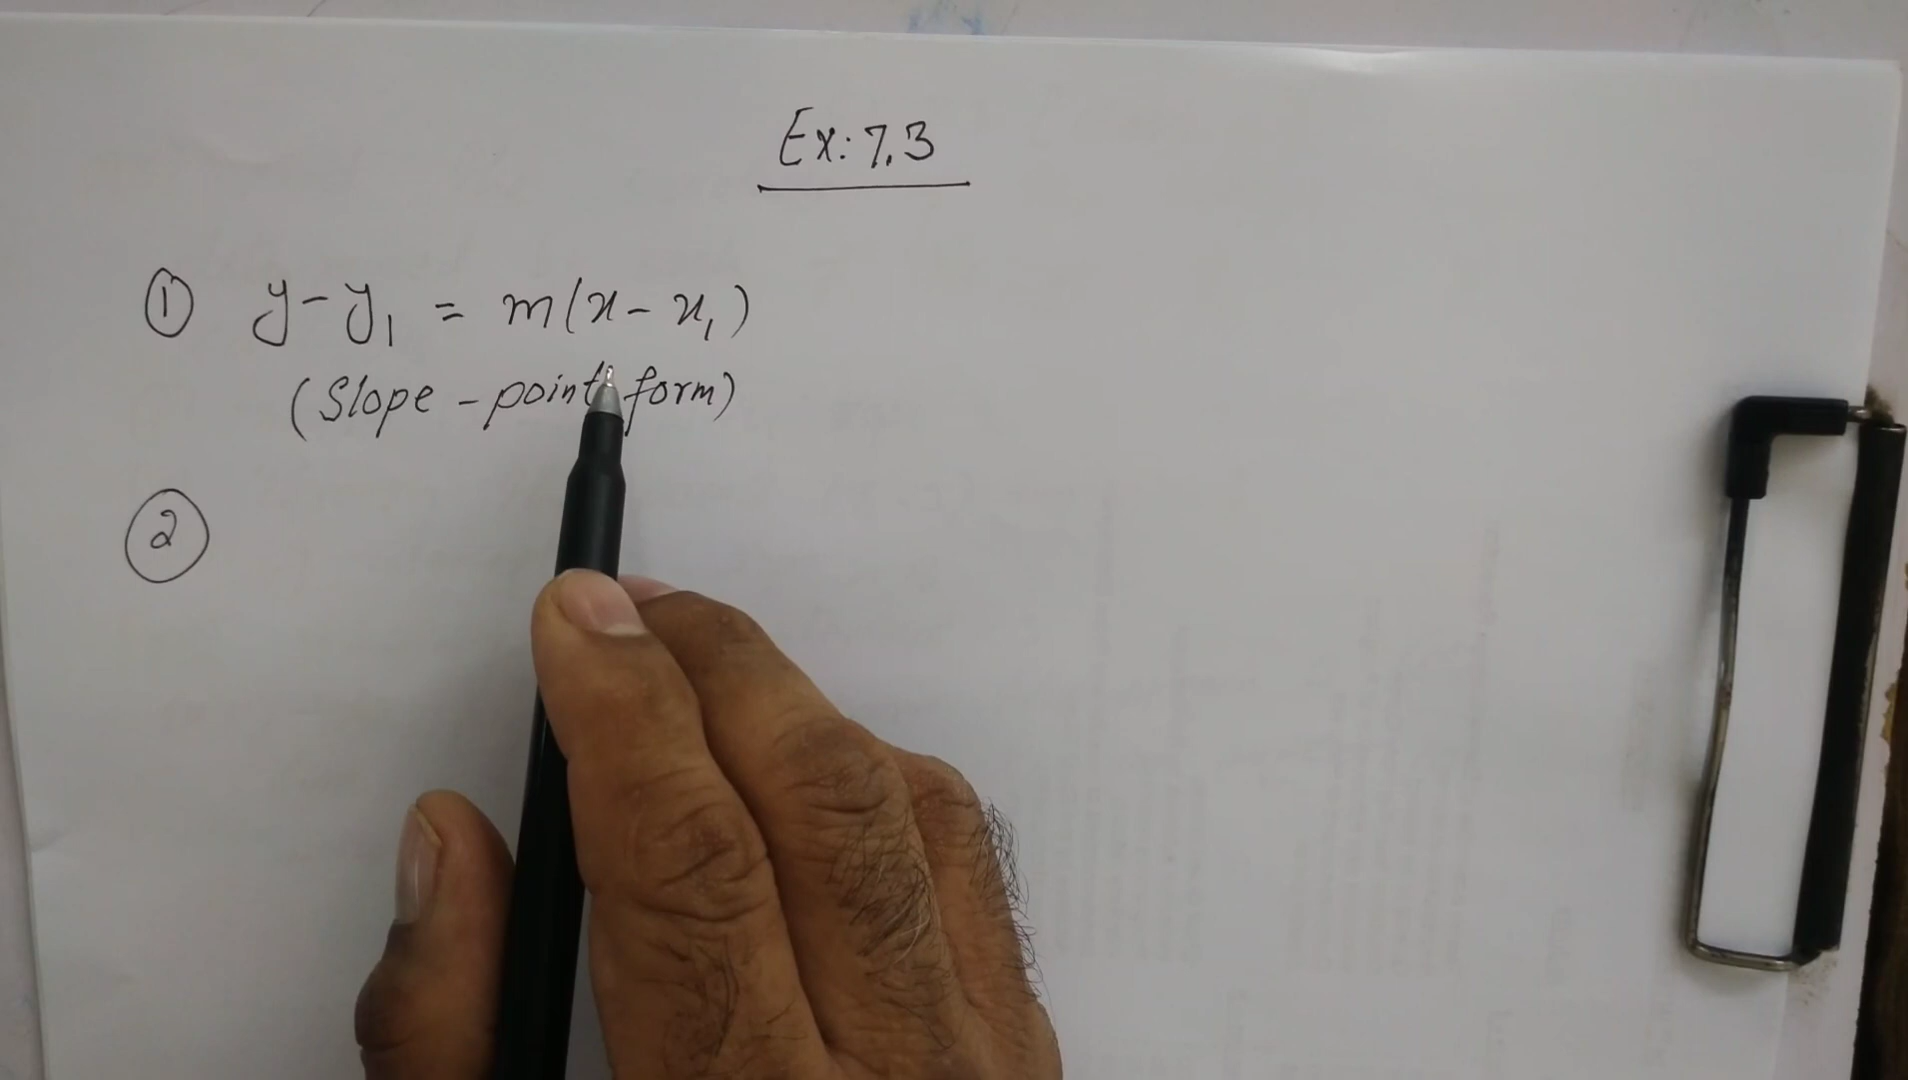 Ex: 7.3
① y - y₁ = m(x - x₁)
(Slope - point form)
②